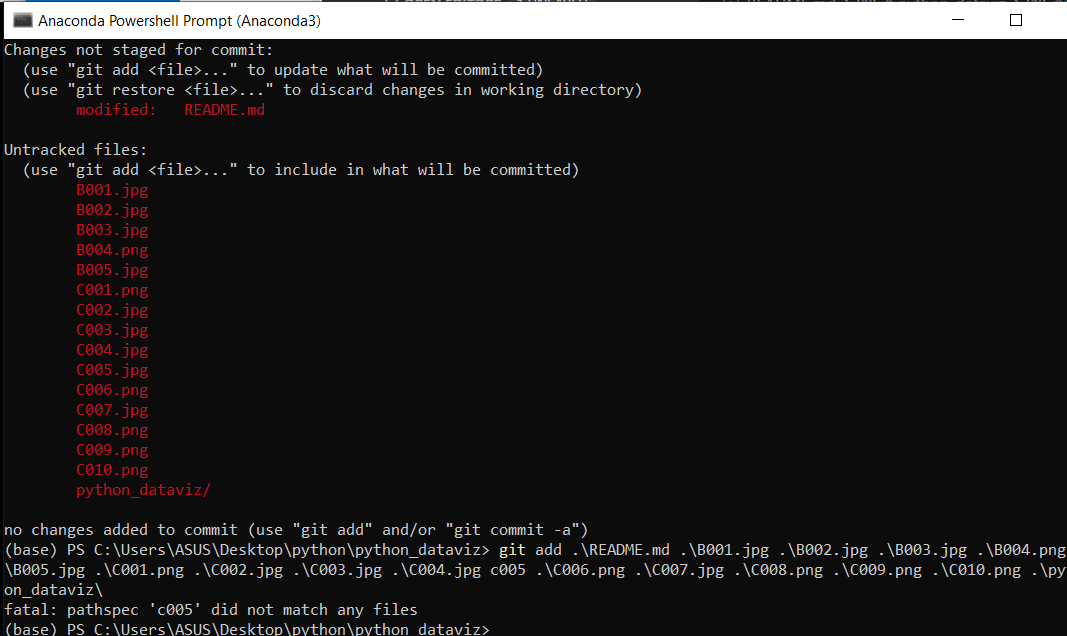 Anaconda Powershell Prompt (Anaconda3)
Changes not staged for commit:
  (use "git add <file>..." to update what will be committed)
  (use "git restore <file>..." to discard changes in working directory)
        modified:   README.md

Untracked files:
  (use "git add <file>..." to include in what will be committed)
        B001.jpg
        B002.jpg
        B003.jpg
        B004.png
        B005.jpg
        C001.png
        C002.jpg
        C003.jpg
        C004.jpg
        C005.jpg
        C006.png
        C007.jpg
        C008.png
        C009.png
        C010.png
        python_dataviz/

no changes added to commit (use "git add" and/or "git commit -a")
(base) PS C:\Users\ASUS\Desktop\python\python_dataviz> git add .\README.md .\B001.jpg .\B002.jpg .\B003.jpg .\B004.png
\B005.jpg .\C001.png .\C002.jpg .\C003.jpg .\C004.jpg c005 .\C006.png .\C007.jpg .\C008.png .\C009.png .\C010.png .\py
on_dataviz\
fatal: pathspec 'c005' did not match any files
(base) PS C:\Users\ASUS\Desktop\python\python_dataviz>